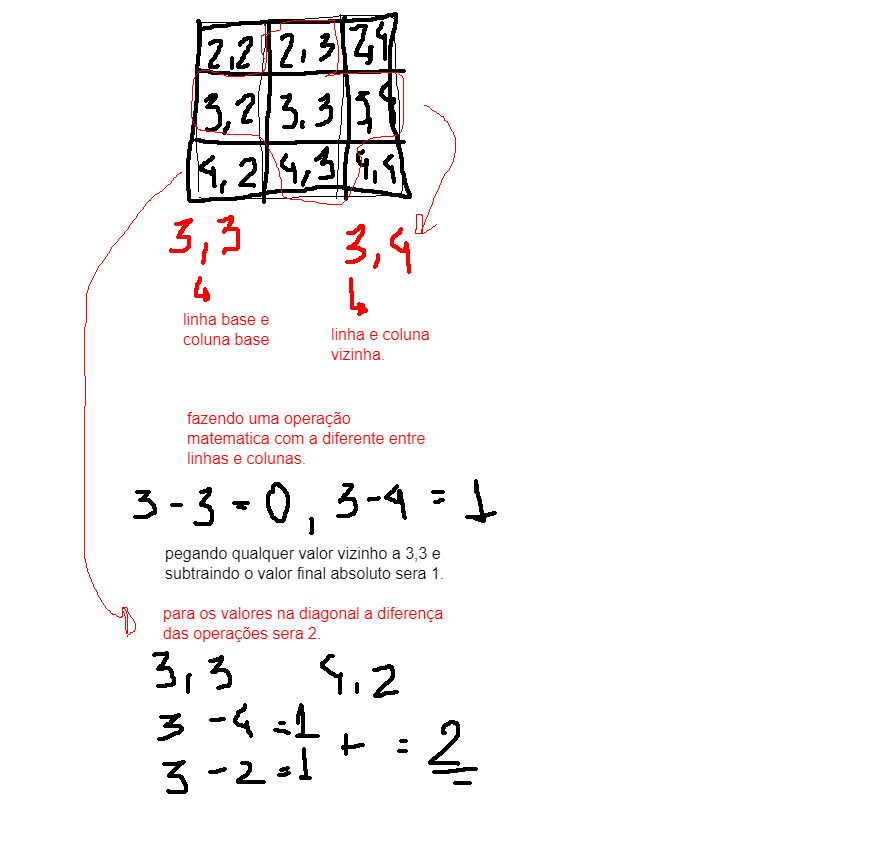 2,2 2,3 2,4
3,2 3.3 3,4
4,2 4,3 4,4
3,3 3,4
linha base e
coluna base
linha e coluna
vizinha.
fazendo uma operação
matematica com a diferente entre
linhas e colunas.
3-3=0, 3-4=1
pegando qualquer valor vizinho a 3,3 e
subtraindo o valor final absoluto sera 1.
para os valores na diagonal a diferença
das operações sera 2.
3,3 4,2
3-4=1
+ = 2
3-2=1